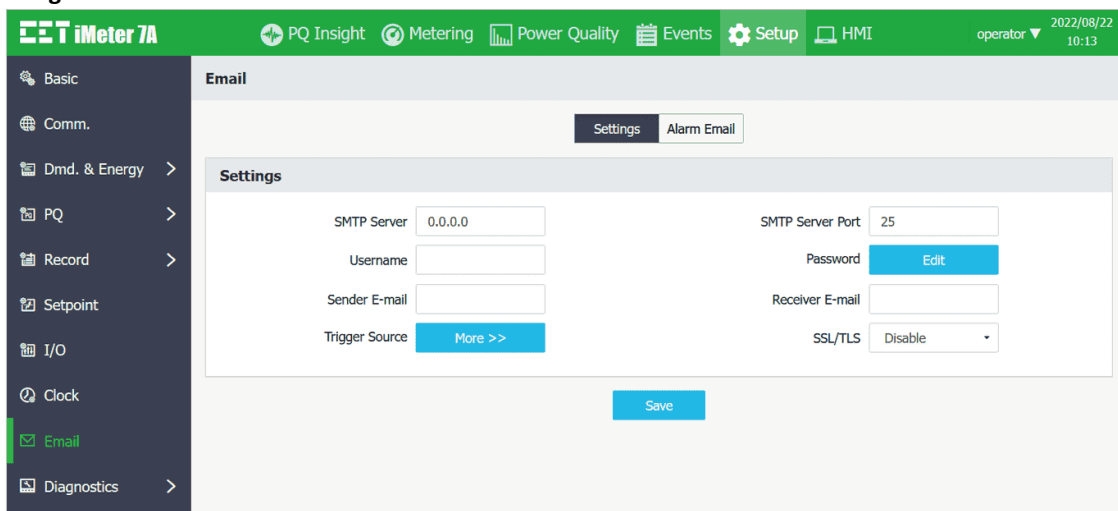 CET iMeter 7A
PQ Insight Metering Power Quality Events Setup HMI operator 2022/08/22 10:13
Basic
Email
Comm.
Settings Alarm Email
Dmd. & Energy
Settings
PQ
SMTP Server 0.0.0.0 SMTP Server Port 25
Record
Username Password Edit
Setpoint
Sender E-mail Receiver E-mail
Trigger Source More >> SSL/TLS Disable
I/O
Clock
Save
Email
Diagnostics